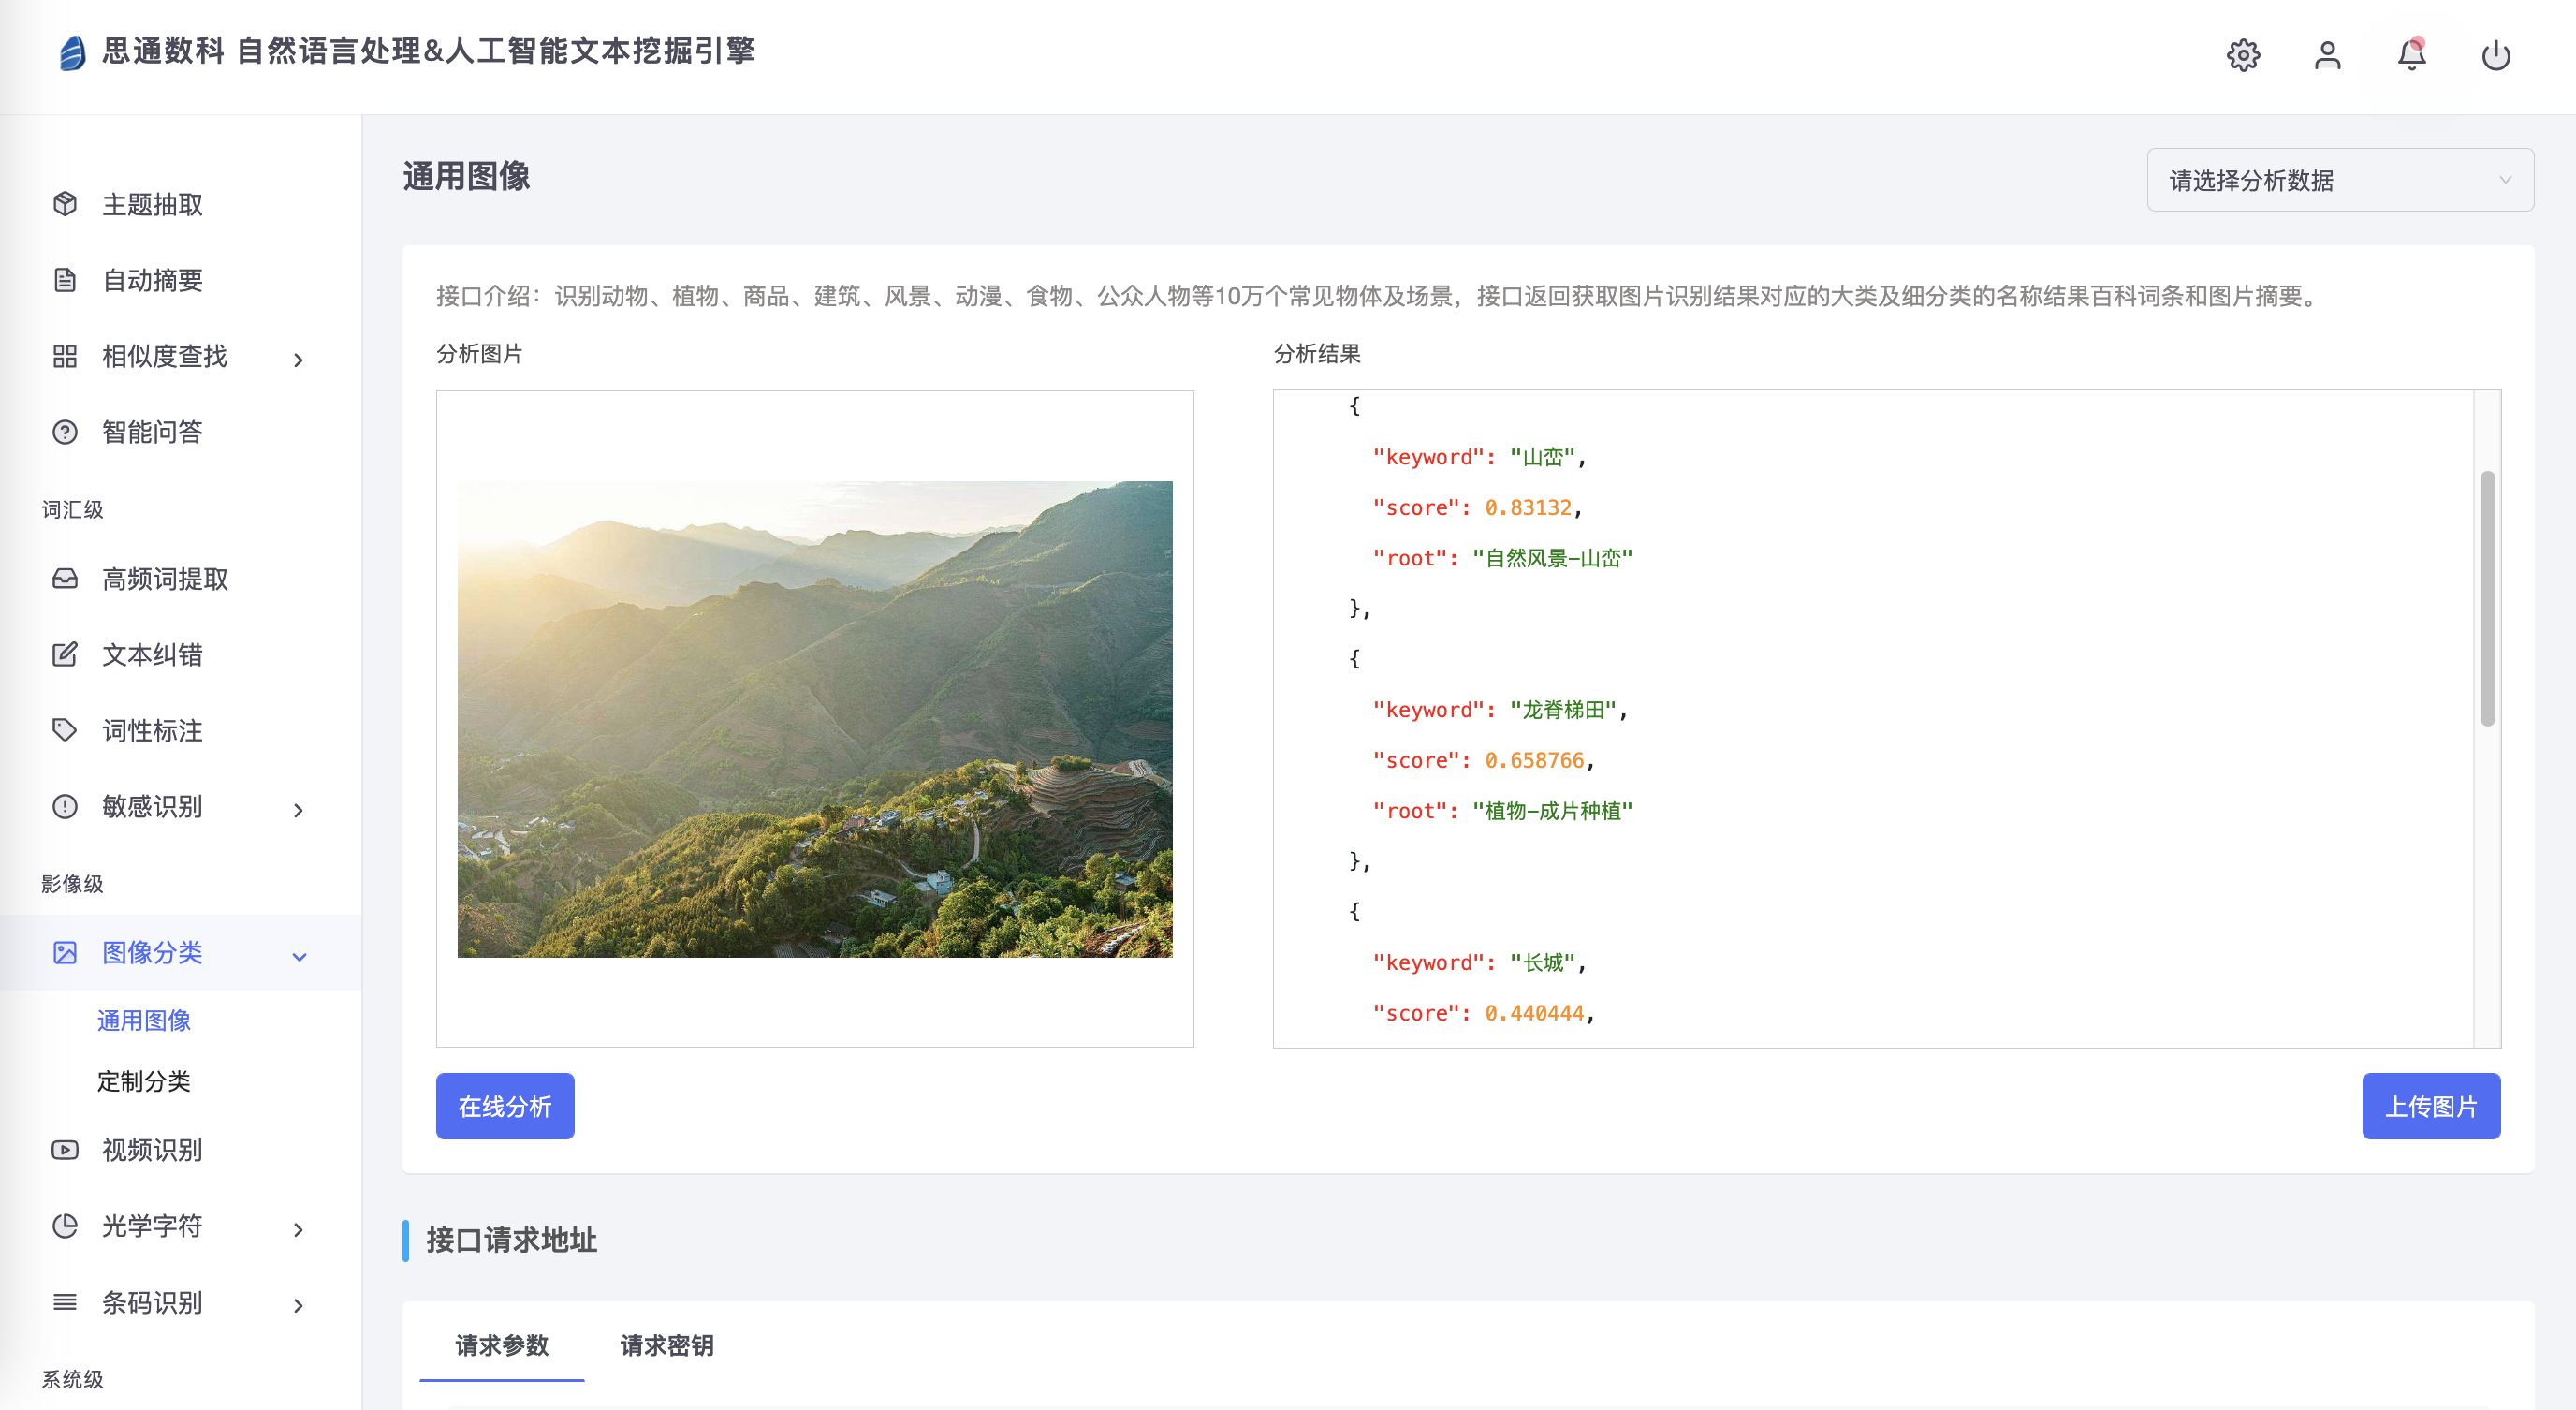 思通数科 自然语言处理&人工智能文本挖掘引擎
主题抽取
自动摘要
相似度查找
智能问答
词汇级
高频词提取
文本纠错
词性标注
敏感识别
影像级
图像分类
通用图像
定制分类
视频识别
光学字符
条码识别
系统级
通用图像
请选择分析数据
接口介绍：识别动物、植物、商品、建筑、风景、动漫、食物、公众人物等10万个常见物体及场景，接口返回获取图片识别结果对应的大类及细分类的名称结果百科词条和图片摘要。
分析图片
分析结果
{
"keyword": "山峦",
"score": 0.83132,
"root": "自然风景-山峦"
},
{
"keyword": "龙脊梯田",
"score": 0.658766,
"root": "植物-成片种植"
},
{
"keyword": "长城",
"score": 0.440444,
在线分析
上传图片
接口请求地址
请求参数 请求密钥